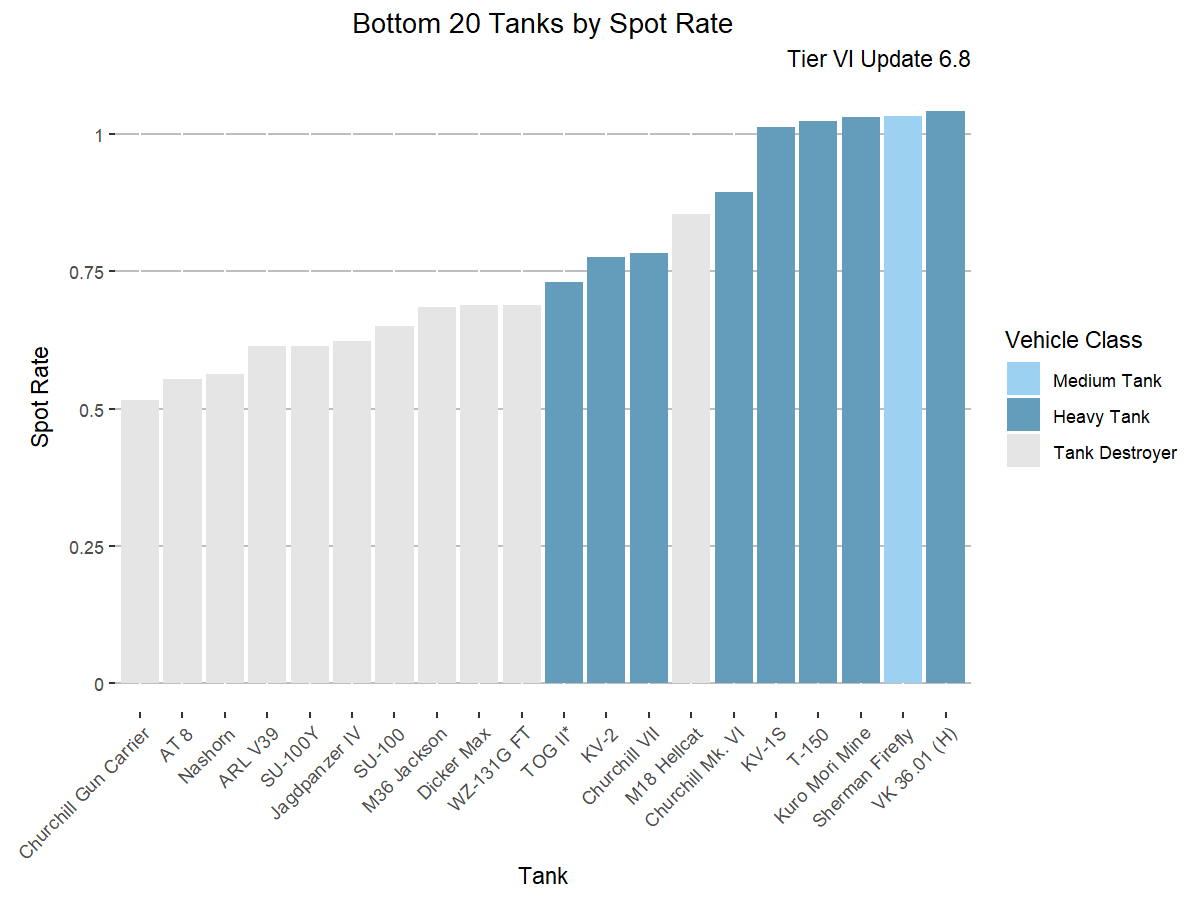 Bottom 20 Tanks by Spot Rate
Tier VI Update 6.8
Spot Rate
1
0.75
0.5
0.25
0
Churchill Gun Carrier
AT 8
Nashorn
ARL V39
SU-100Y
Jagdpanzer IV
SU-100
M36 Jackson
Dicker Max
WZ-131G FT
TOG II*
KV-2
Churchill VII
M18 Hellcat
Churchill Mk. VI
KV-1S
T-150
Kuro Mori Mine
Sherman Firefly
VK 36.01 (H)
Tank
Vehicle Class
Medium Tank
Heavy Tank
Tank Destroyer